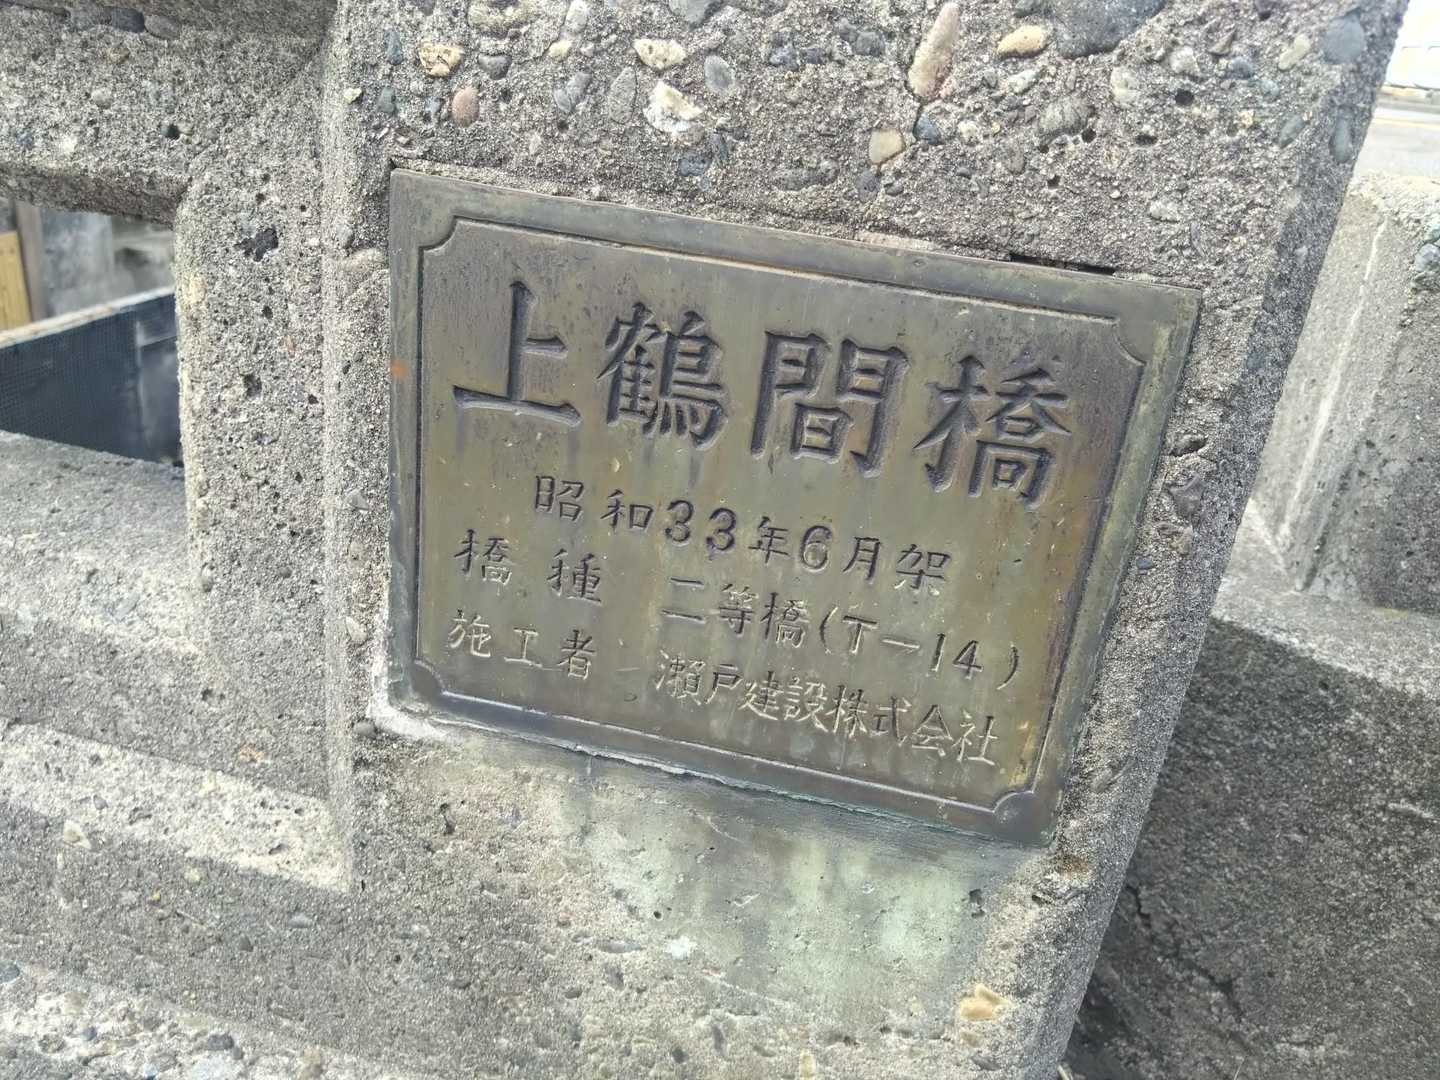 上鶴間橋
昭和33年6月架
橋種 二等橋(T-14)
施工者 瀬戸建設株式会社